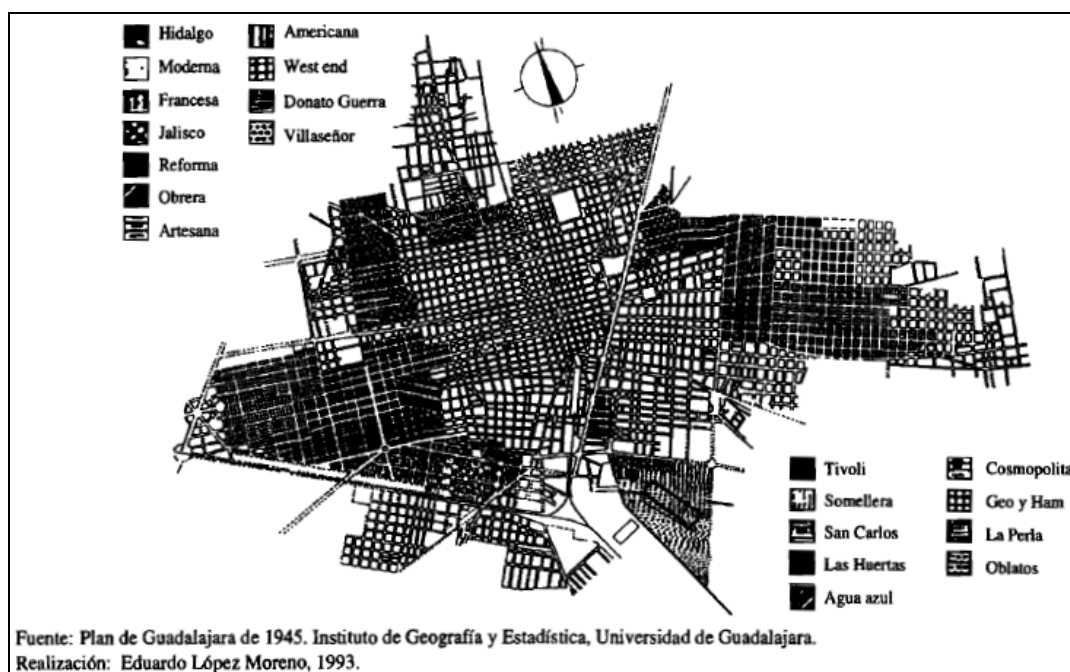 Hidalgo
Moderna
Francesa
Jalisco
Reforma
Obrera
Artesana
Americana
West end
Donato Guerra
Villaseñor
Tivoli
Somellera
San Carlos
Las Huertas
Agua azul
Cosmopolita
Geo y Ham
La Perla
Oblatos
Fuente: Plan de Guadalajara de 1945. Instituto de Geografía y Estadística, Universidad de Guadalajara.
Realización: Eduardo López Moreno, 1993.